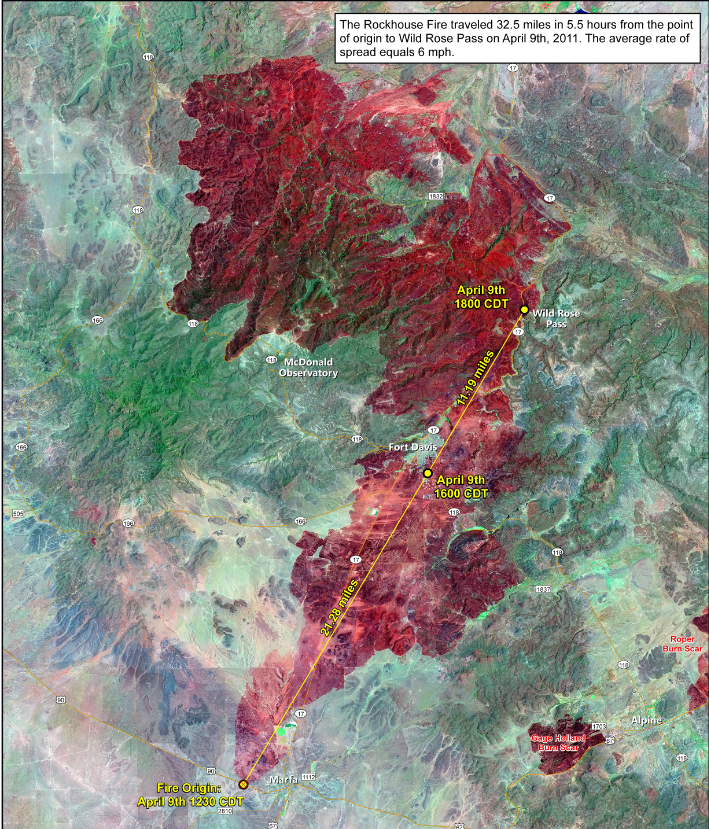 The Rockhouse Fire traveled 32.5 miles in 5.5 hours from the point
of origin to Wild Rose Pass on April 9th, 2011. The average rate of
spread equals 6 mph.
118
17
1832
17
118
April 9th
1800 CDT
Wild Rose
Pass
166
118
17
118
McDonald
Observatory
11.19 miles
17
118
Fort Davis
166
April 9th
1600 CDT
505
166
166
118
118
17
1837
21.28 miles
Roper
Burn Scar
118
90
17
Alpine
1703
67
Gage Holland
Burn Scar
118
90
Marfa
1112
Fire Origin:
April 9th 1230 CDT
2810
67